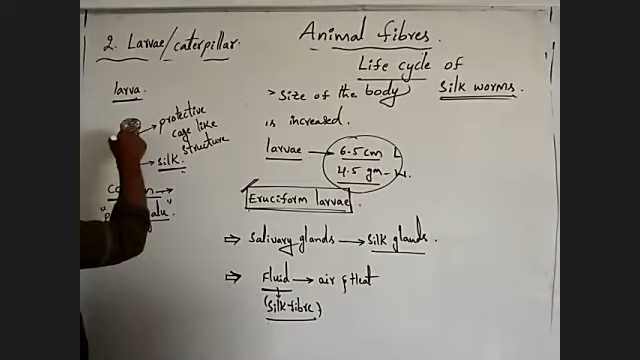 Animal fibres.
Life cycle of
Silk worms.
2. Larvae/caterpillar.
larva.
protective
case like
structure
silk.
> Size of the body
is increased.
larvae — 6.5 cm L
4.5 gm - W.
Eruciform larvae
⇒ Salivary glands → Silk glands.
⇒ Fluid → air & Heat
(silk-fibre)